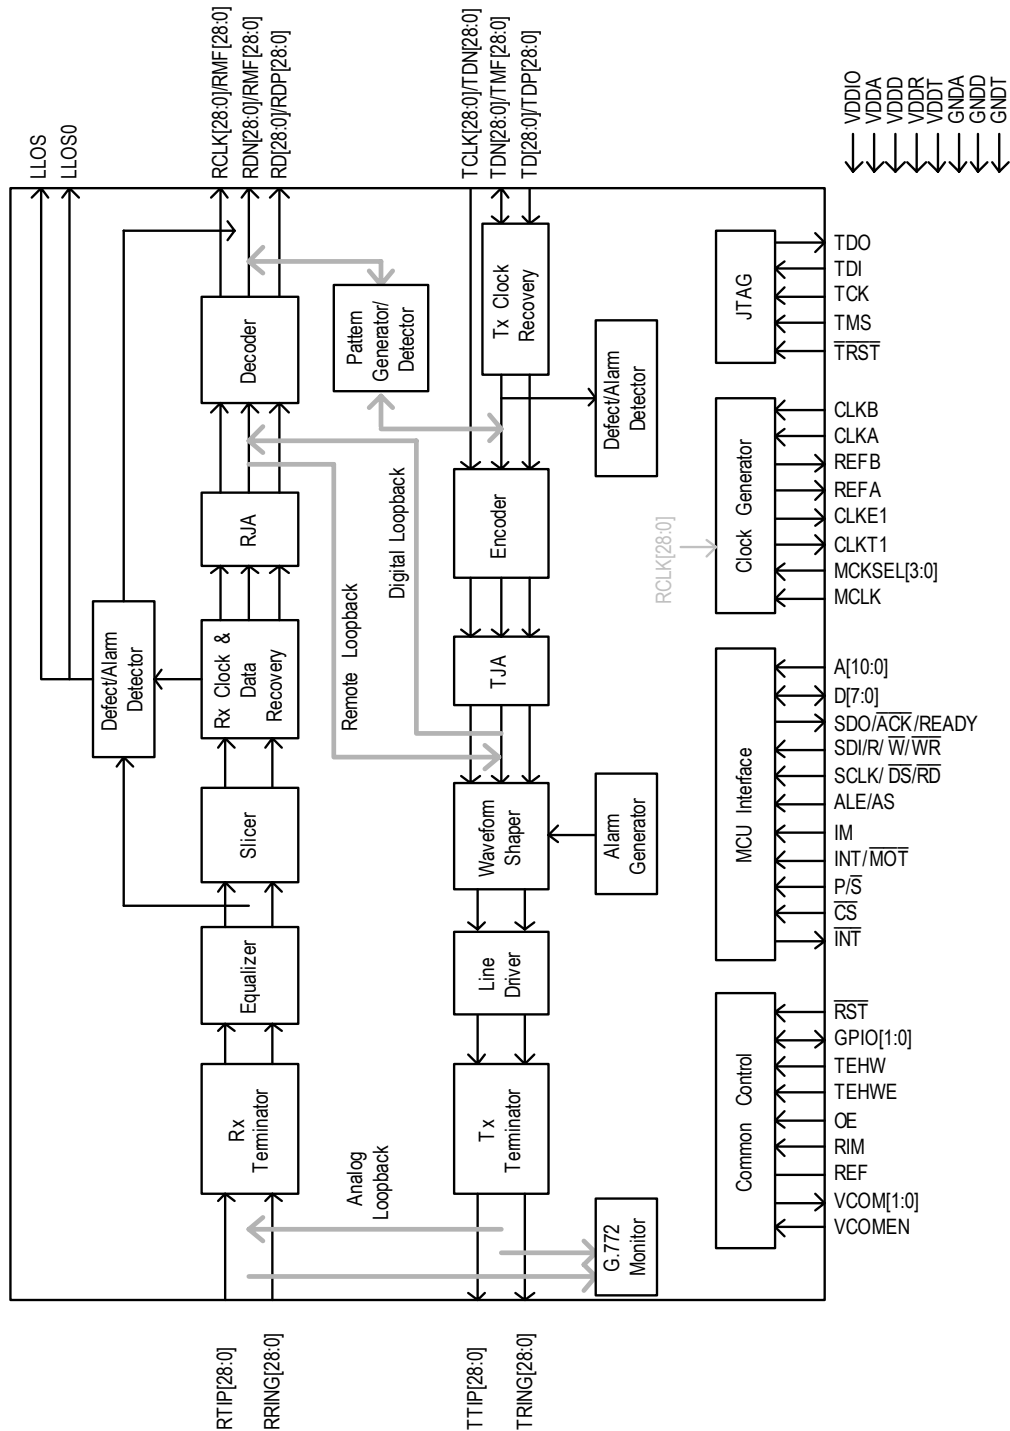 LLOS
LLOS0
RCLK[28:0]/RMF[28:0]
RDN[28:0]/RMF[28:0]
RD[28:0]/RDP[28:0]
TCLK[28:0]/TDN[28:0]
TDN[28:0]/TMF[28:0]
TD[28:0]/TDP[28:0]
VDDIO
VDDA
VDDD
VDDR
VDDT
GNDA
GNDD
GNDT
Decoder
Pattern
Generator/
Detector
Tx Clock
Recovery
Defect/Alarm
Detector
RJA
Encoder
Digital Loopback
Remote Loopback
Defect/Alarm
Detector
Rx Clock &
Data
Recovery
TJA
Slicer
Waveform
Shaper
Alarm
Generator
Equalizer
Line
Driver
Rx
Terminator
Tx
Terminator
Analog
Loopback
G.772
Monitor
RTIP[28:0]
RRING[28:0]
TTIP[28:0]
TRING[28:0]
JTAG
TDO
TDI
TCK
TMS
TRST
RCLK[28:0]
Clock Generator
CLKB
CLKA
REFB
REFA
CLKE1
CLKT1
MCKSEL[3:0]
MCLK
MCU Interface
A[10:0]
D[7:0]
SDO/ACK/READY
SDI/R/ W/WR
SCLK/ DS/RD
ALE/AS
IM
INT/MOT
P/S
CS
INT
Common Control
RST
GPIO[1:0]
TEHW
TEHWE
OE
RIM
REF
VCOM[1:0]
VCOMEN